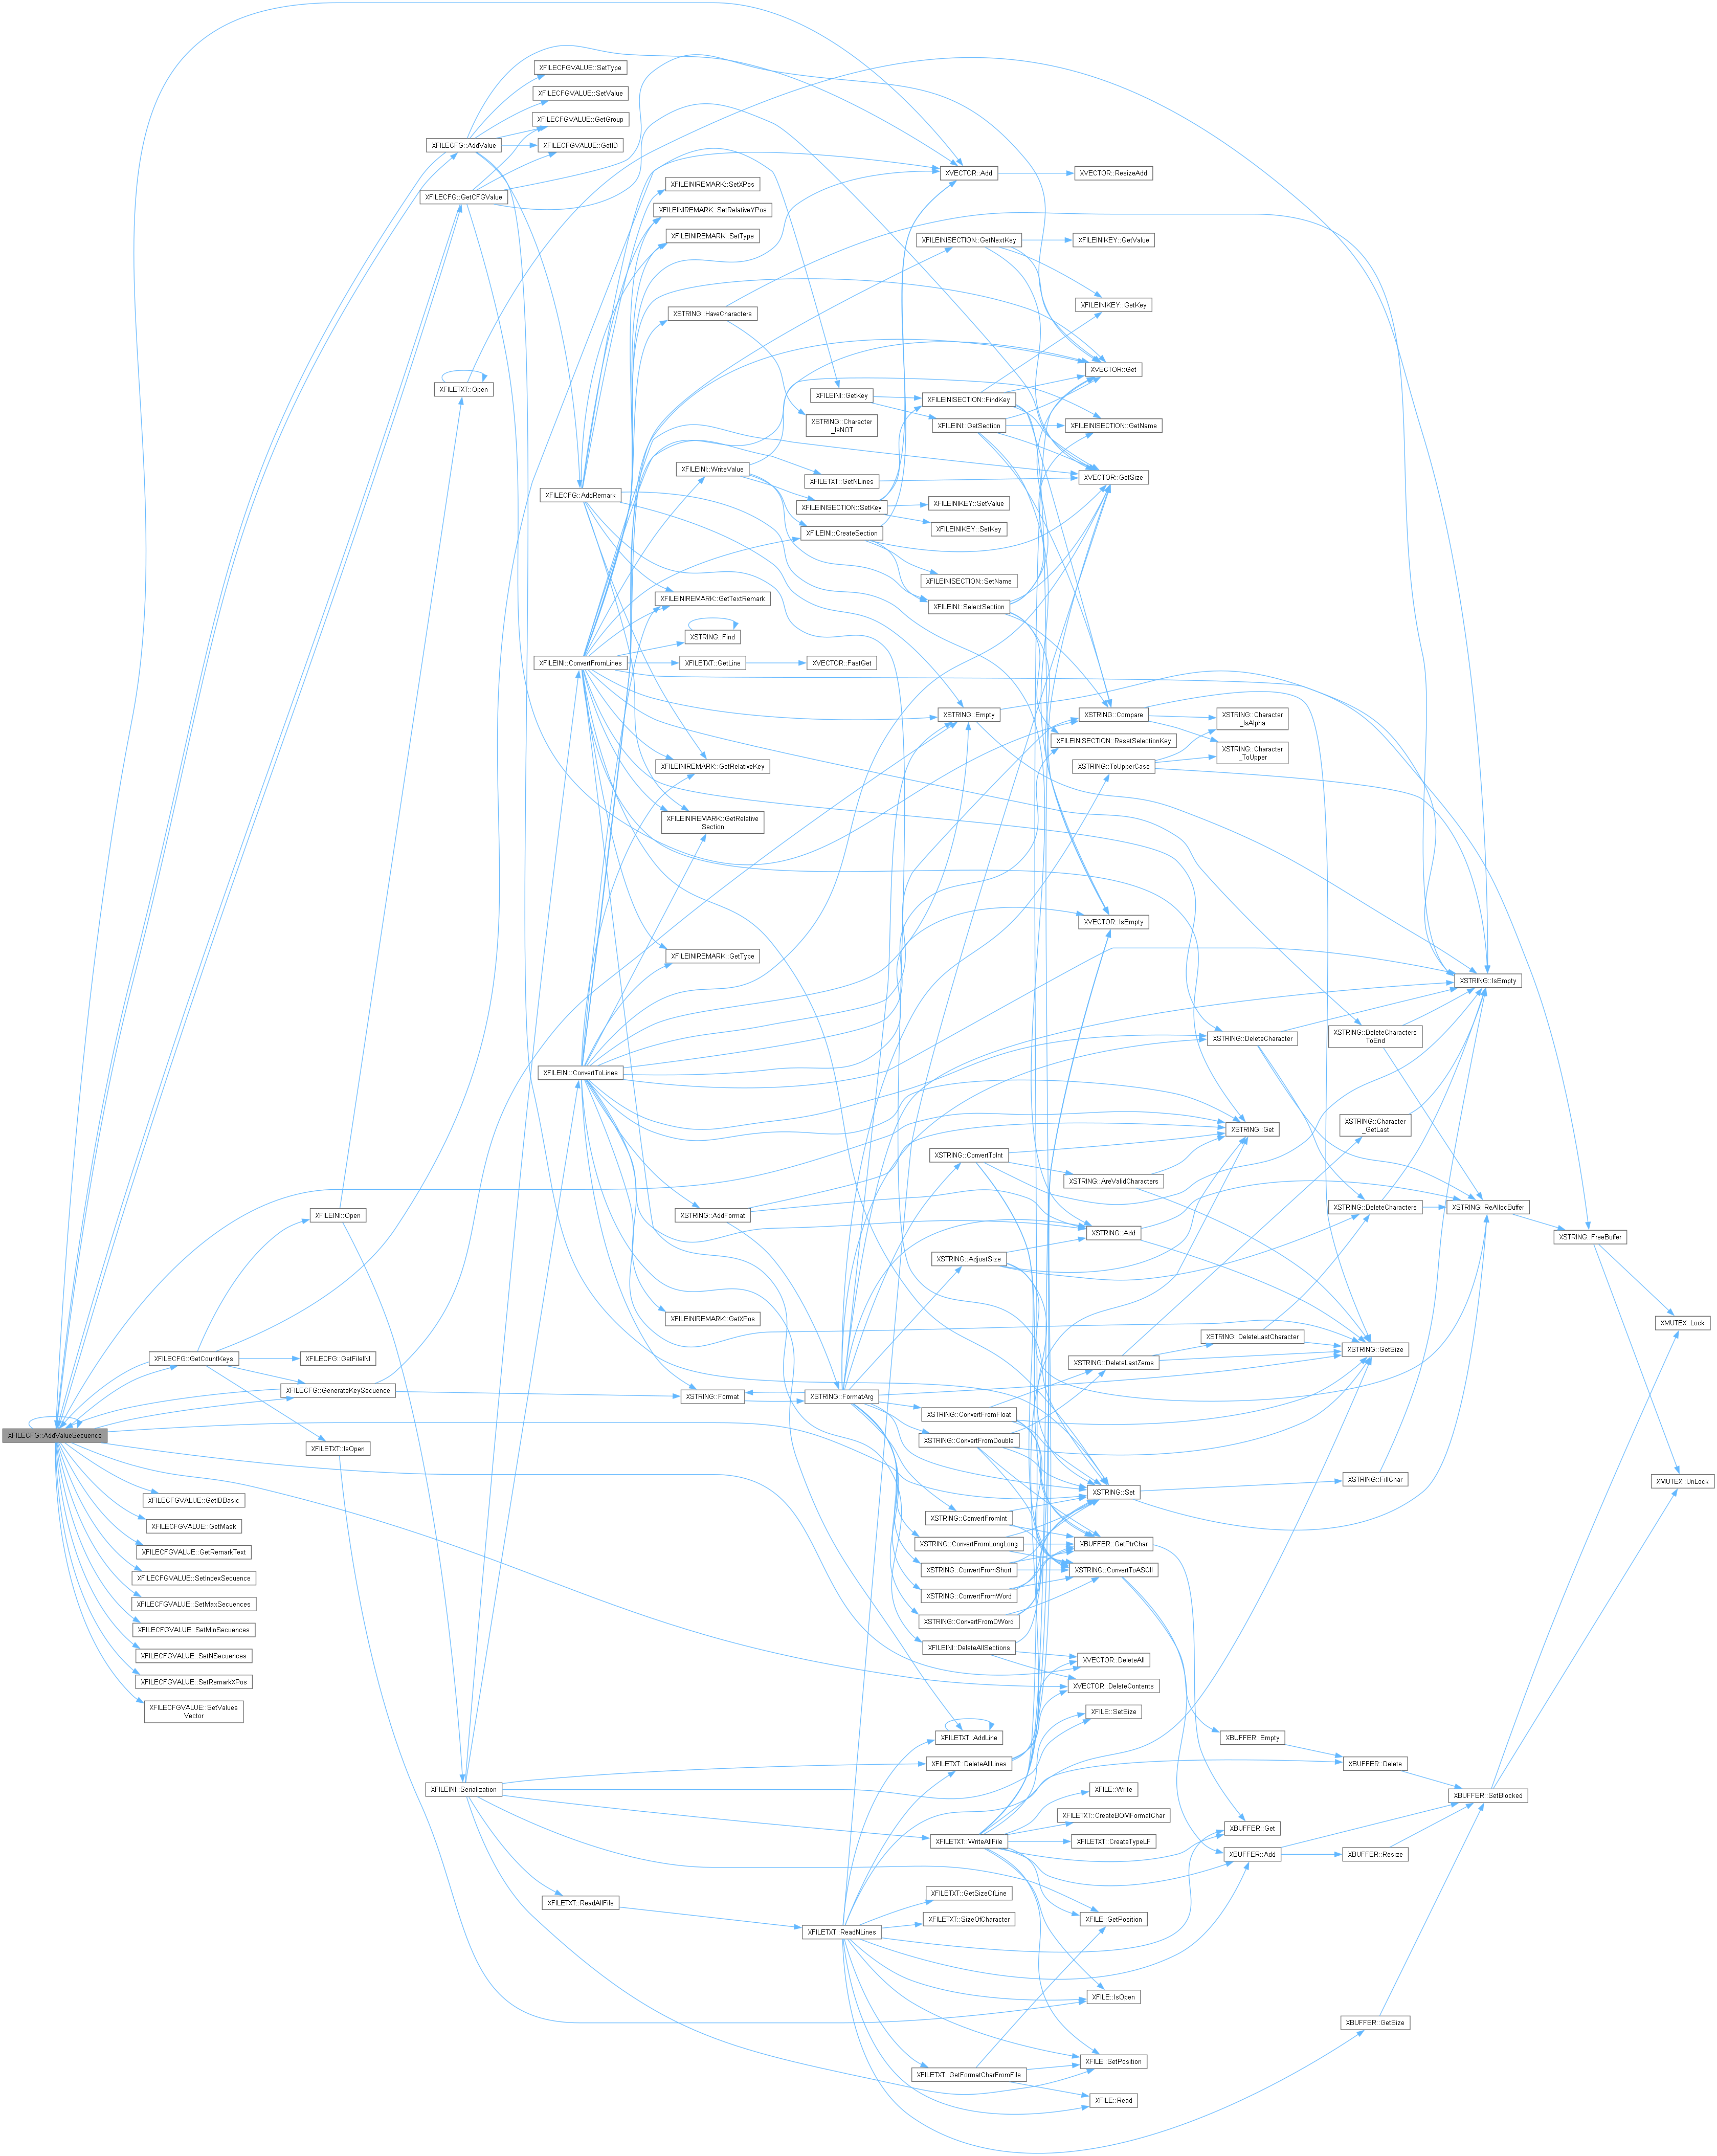 XFILECFGVALUE::SetType
XFILECFGVALUE::SetValue
XFILECFGVALUE::GetGroup
XFILECFG::AddValue
XFILECFGVALUE::GetID
XVECTOR::Add
XVECTOR::ResizeAdd
XFILEINIREMARK::SetXPos
XFILECFG::GetCFGValue
XFILEINIREMARK::SetRelativeYPos
XFILEINIREMARK::SetType
XFILEINISECTION::GetNextKey
XFILEINIKEY::GetValue
XFILEINIKEY::GetKey
XSTRING::HaveCharacters
XVECTOR::Get
XFILETXT::Open
XFILEINI::GetKey
XFILEINISECTION::FindKey
XSTRING::Character
_IsNOT
XFILEINI::GetSection
XFILEINISECTION::GetName
XFILEINI::WriteValue
XFILETXT::GetNLines
XVECTOR::GetSize
XFILECFG::AddRemark
XFILEINISECTION::SetKey
XFILEINIKEY::SetValue
XFILEINIKEY::SetKey
XFILEINI::CreateSection
XFILEINISECTION::SetName
XFILEINIREMARK::GetTextRemark
XFILEINI::SelectSection
XSTRING::Find
XFILEINI::ConvertFromLines
XFILETXT::GetLine
XVECTOR::FastGet
XSTRING::Empty
XSTRING::Compare
XSTRING::Character
_IsAlpha
XFILEINISECTION::ResetSelectionKey
XSTRING::Character
_ToUpper
XFILEINIREMARK::GetRelativeKey
XSTRING::ToUpperCase
XFILEINIREMARK::GetRelative
Section
XVECTOR::IsEmpty
XFILEINIREMARK::GetType
XSTRING::IsEmpty
XSTRING::DeleteCharacter
XSTRING::DeleteCharacters
ToEnd
XFILEINI::ConvertToLines
XSTRING::Get
XSTRING::Character
_GetLast
XSTRING::ConvertToInt
XSTRING::AreValidCharacters
XSTRING::DeleteCharacters
XSTRING::ReAllocBuffer
XFILEINI::Open
XSTRING::AddFormat
XSTRING::Add
XSTRING::FreeBuffer
XSTRING::AdjustSize
XFILEINIREMARK::GetXPos
XMUTEX::Lock
XSTRING::DeleteLastCharacter
XSTRING::GetSize
XFILECFG::GetCountKeys
XFILECFG::GetFileINI
XSTRING::DeleteLastZeros
XFILECFG::GenerateKeySecuence
XSTRING::Format
XSTRING::FormatArg
XSTRING::ConvertFromFloat
XFILECFG::AddValueSecuence
XSTRING::ConvertFromDouble
XFILETXT::IsOpen
XSTRING::FillChar
XMUTEX::UnLock
XSTRING::Set
XFILECFGVALUE::GetIDBasic
XSTRING::ConvertFromInt
XFILECFGVALUE::GetMask
XSTRING::ConvertFromLongLong
XBUFFER::GetPtrChar
XFILECFGVALUE::GetRemarkText
XSTRING::ConvertFromShort
XSTRING::ConvertToASCII
XFILECFGVALUE::SetIndexSecuence
XSTRING::ConvertFromWord
XFILECFGVALUE::SetMaxSecuences
XSTRING::ConvertFromDWord
XFILECFGVALUE::SetMinSecuences
XFILEINI::DeleteAllSections
XFILECFGVALUE::SetNSecuences
XVECTOR::DeleteAll
XFILECFGVALUE::SetRemarkXPos
XVECTOR::DeleteContents
XFILECFGVALUE::SetValues
Vector
XFILE::SetSize
XFILETXT::AddLine
XBUFFER::Empty
XFILETXT::DeleteAllLines
XBUFFER::Delete
XFILEINI::Serialization
XFILE::Write
XBUFFER::SetBlocked
XFILETXT::CreateBOMFormatChar
XBUFFER::Get
XFILETXT::WriteAllFile
XFILETXT::CreateTypeLF
XBUFFER::Add
XBUFFER::Resize
XFILETXT::GetSizeOfLine
XFILETXT::ReadAllFile
XFILETXT::SizeOfCharacter
XFILE::GetPosition
XFILETXT::ReadNLines
XFILE::IsOpen
XBUFFER::GetSize
XFILE::SetPosition
XFILETXT::GetFormatCharFromFile
XFILE::Read